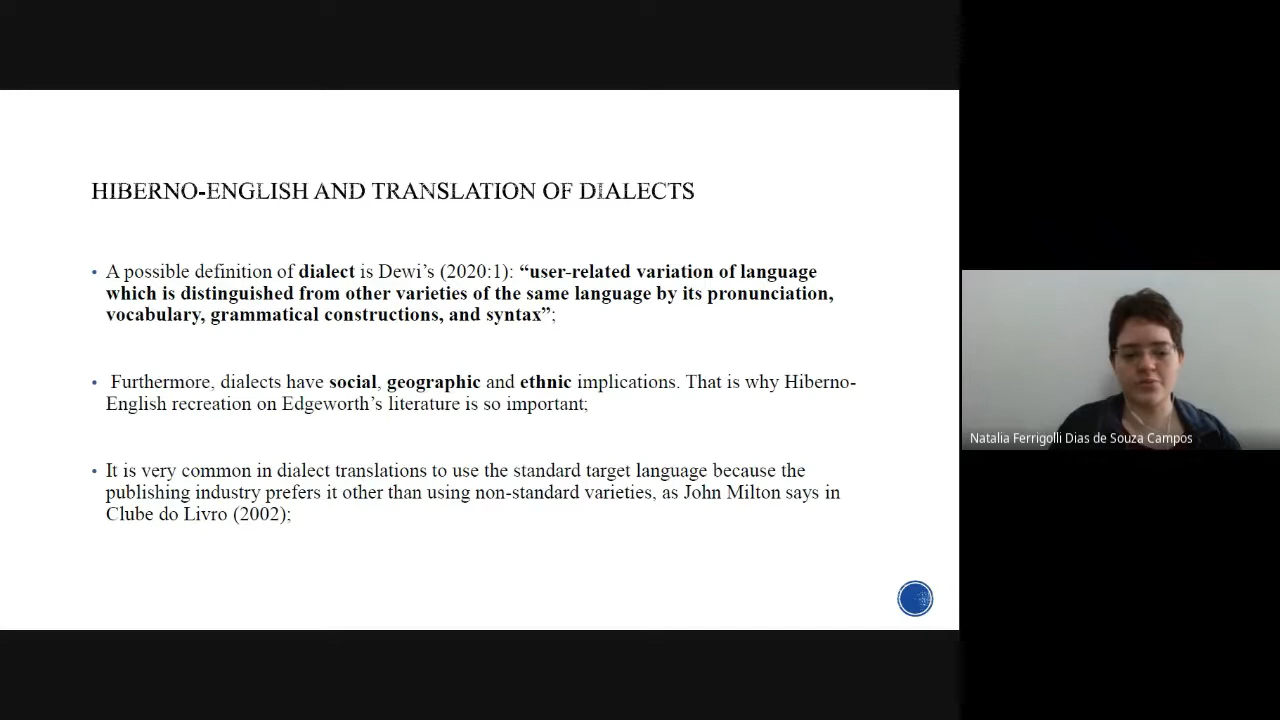 HIBERNO-ENGLISH AND TRANSLATION OF DIALECTS
• A possible definition of dialect is Dewi’s (2020:1): “user-related variation of language
which is distinguished from other varieties of the same language by its pronunciation,
vocabulary, grammatical constructions, and syntax”;
• Furthermore, dialects have social, geographic and ethnic implications. That is why Hiberno-
English recreation on Edgeworth’s literature is so important;
• It is very common in dialect translations to use the standard target language because the
publishing industry prefers it other than using non-standard varieties, as John Milton says in
Clube do Livro (2002);
Natalia Ferrigolli Dias de Souza Campos